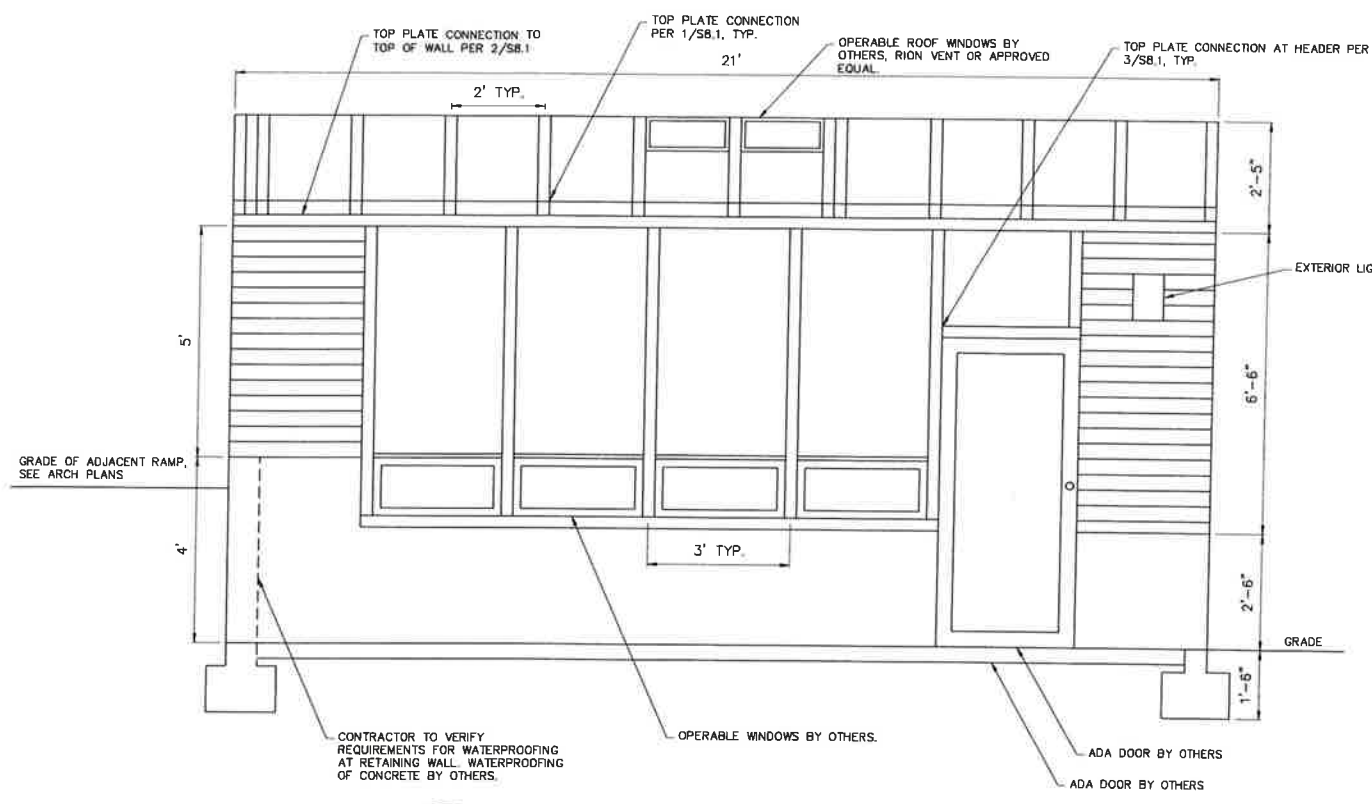 TOP PLATE CONNECTION TO
TOP OF WALL PER 2/S8.1
TOP PLATE CONNECTION
PER 1/S8.1, TYP.
OPERABLE ROOF WINDOWS BY
OTHERS, RION VENT OR APPROVED
EQUAL.
TOP PLATE CONNECTION AT HEADER PER
3/S8.1, TYP.
21'
2' TYP.
2'-5"
EXTERIOR LIG
5'
6'-6"
GRADE OF ADJACENT RAMP,
SEE ARCH PLANS
4'
3' TYP.
2'-6"
GRADE
1'-6"
CONTRACTOR TO VERIFY
REQUIREMENTS FOR WATERPROOFING
AT RETAINING WALL. WATERPROOFING
OF CONCRETE BY OTHERS.
OPERABLE WINDOWS BY OTHERS.
ADA DOOR BY OTHERS
ADA DOOR BY OTHERS